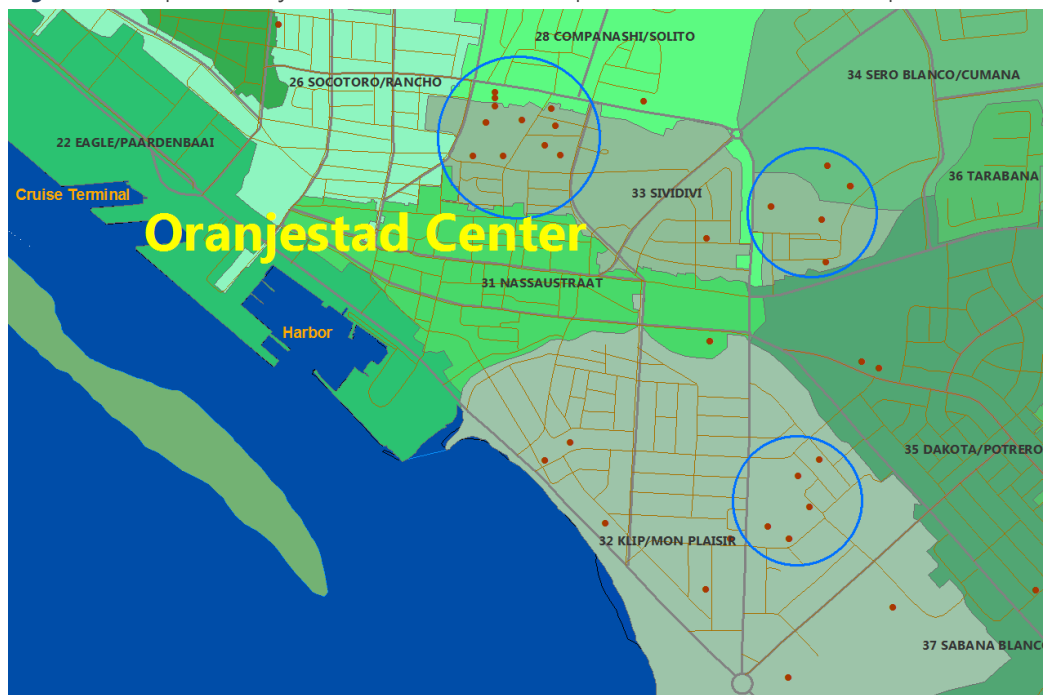 28 COMPANASHI/SOLITO
34 SERO BLANCO/CUMANA
26 SOCOTORO/RANCHO
22 EAGLE/PAARDENBAAI
36 TARABANA
Cruise Terminal
33 SIVIDIVI
Oranjestad Center
31 NASSAUSTRAAT
Harbor
35 DAKOTA/POTRERO
32 KLIP/MON PLAISIR
37 SABANA BLANCO